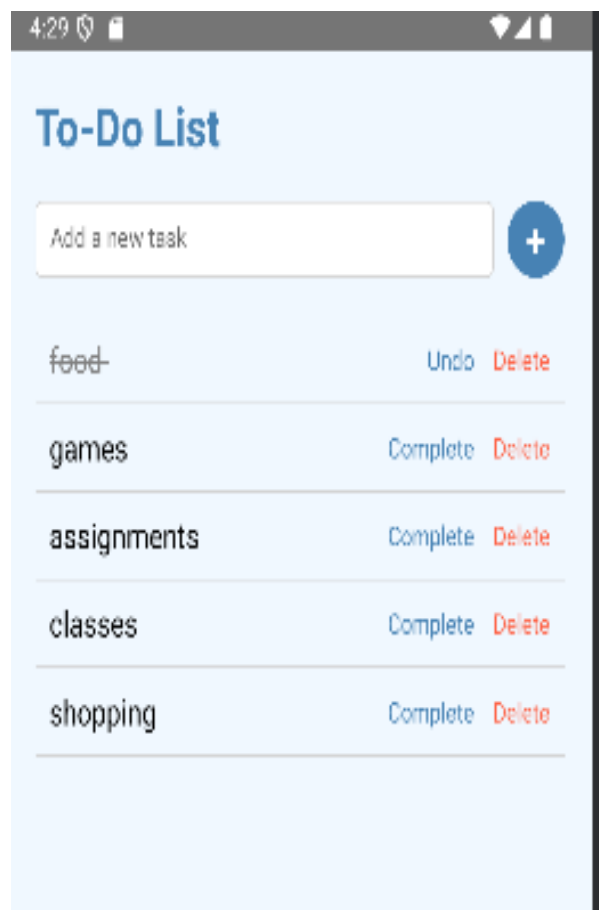 4:29
To-Do List
Add a new task
+
food Undo Delete
games Complete Delete
assignments Complete Delete
classes Complete Delete
shopping Complete Delete